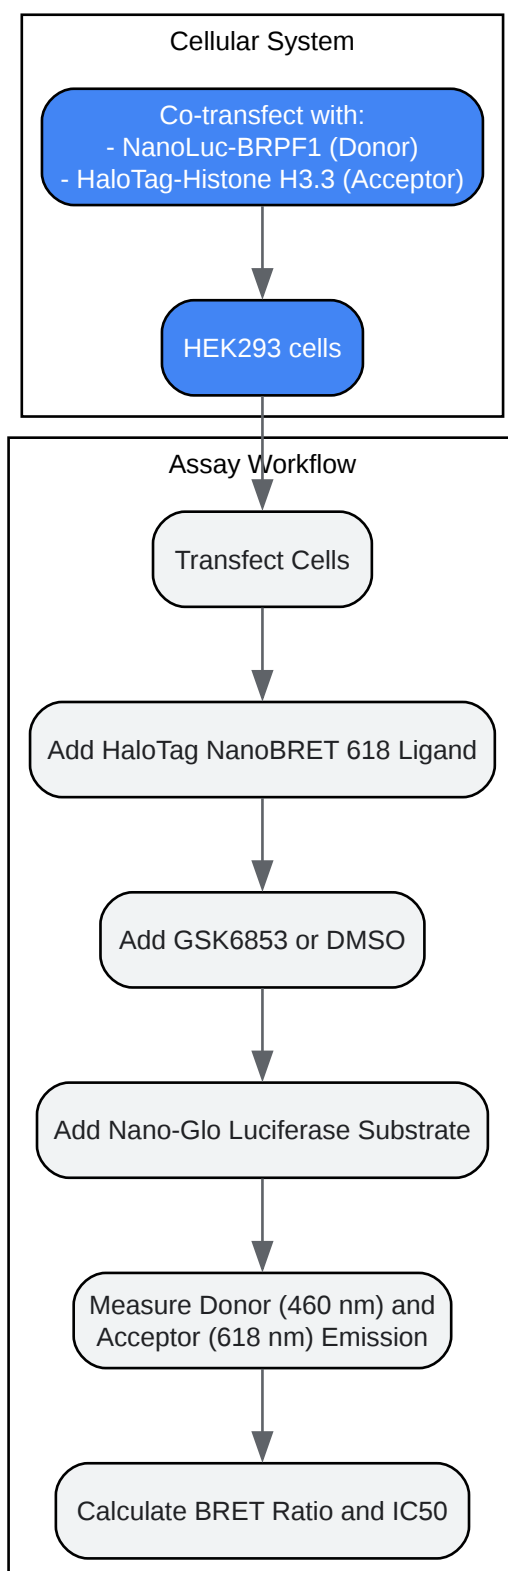 Cellular System
Co-transfect with:
- NanoLuc-BRPF1 (Donor)
- HaloTag-Histone H3.3 (Acceptor)
HEK293 cells
Assay Workflow
Transfect Cells
Add HaloTag NanoBRET 618 Ligand
Add GSK6853 or DMSO
Add Nano-Glo Luciferase Substrate
Measure Donor (460 nm) and
Acceptor (618 nm) Emission
Calculate BRET Ratio and IC50